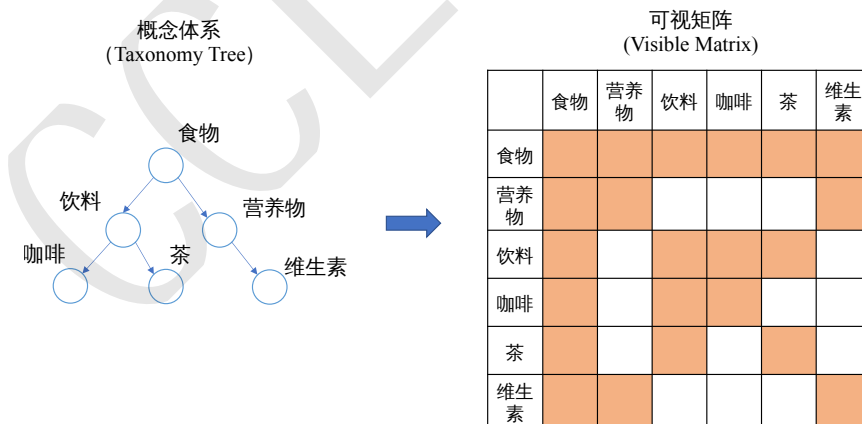 概念体系
（Taxonomy Tree）
食物
饮料
营养物
咖啡
茶
维生素
可视矩阵
(Visible Matrix)
食物 营养物 饮料 咖啡 茶 维生素
食物
营养物
饮料
咖啡
茶
维生素